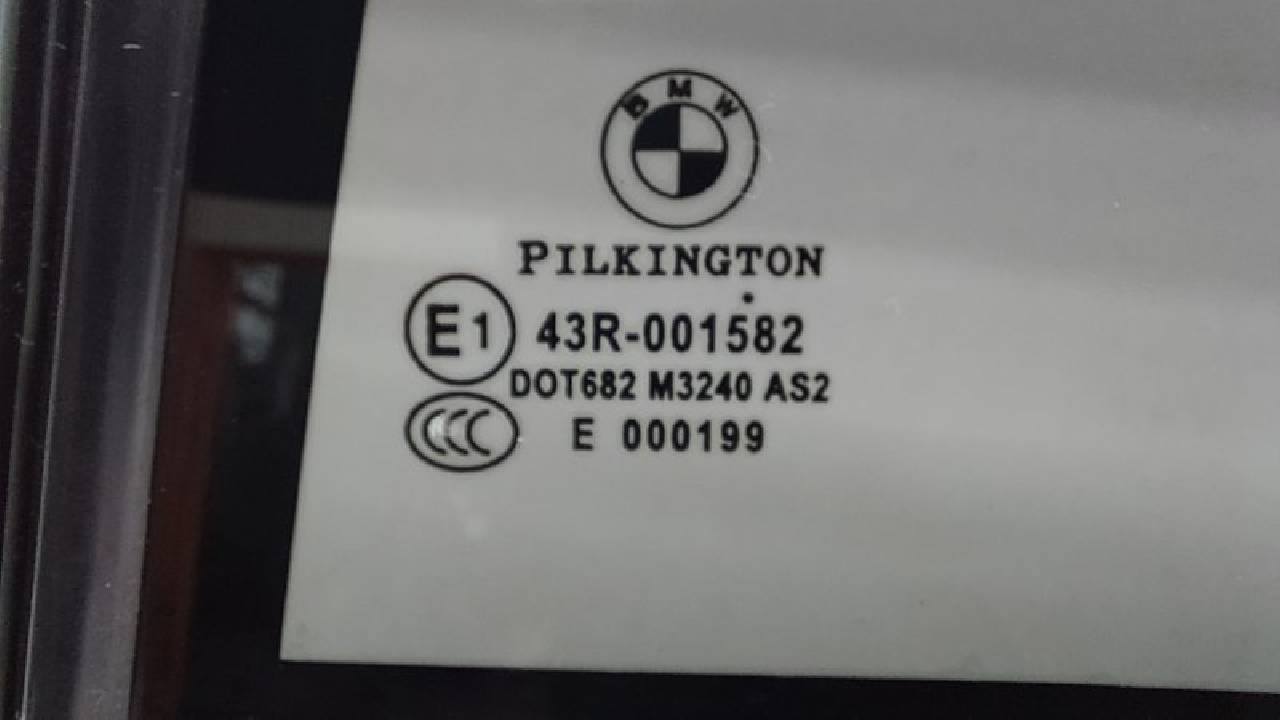 BMW
PILKINGTON
E1 43R-001582
DOT682 M3240 AS2
CCC E 000199